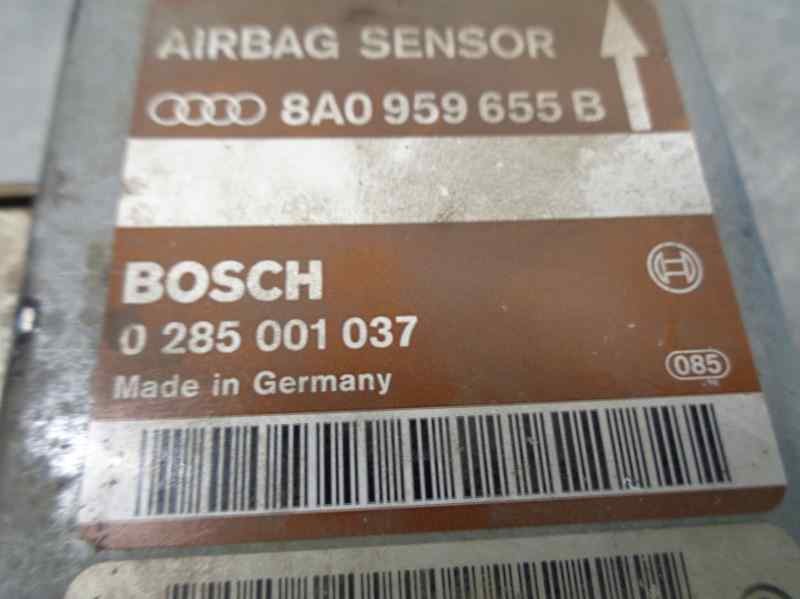 AIRBAG SENSOR
8A0 959 655 B
BOSCH
0 285 001 037
Made in Germany
085